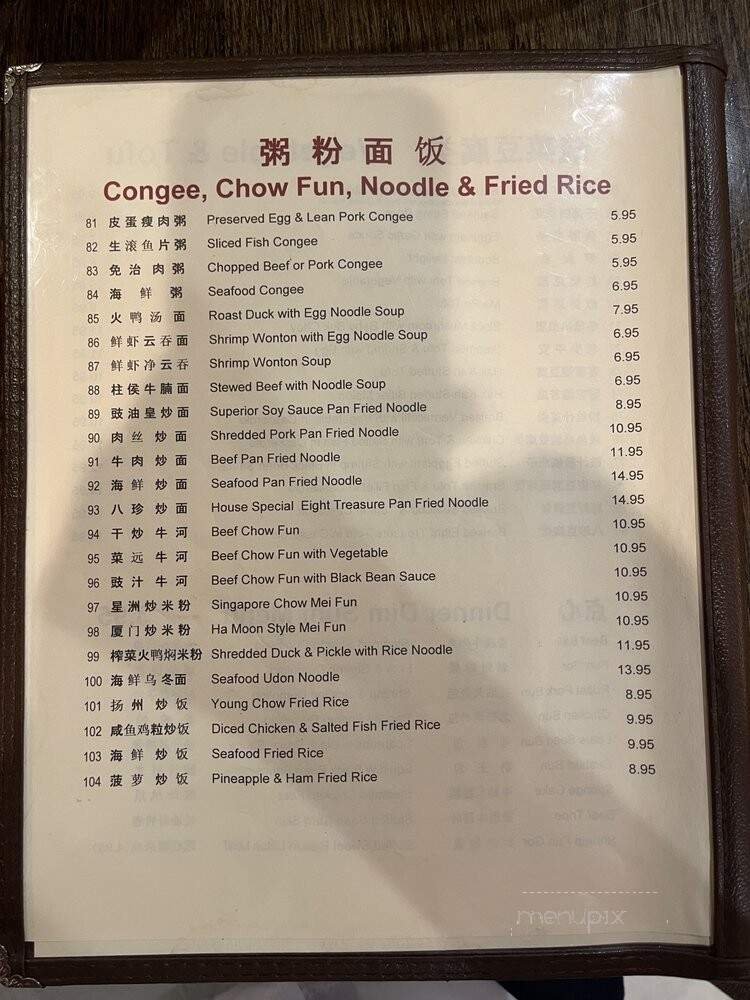 粥粉面饭
Congee, Chow Fun, Noodle & Fried Rice
81 皮蛋瘦肉粥 Preserved Egg & Lean Pork Congee 5.95
82 生滚鱼片粥 Sliced Fish Congee 5.95
83 免治肉粥 Chopped Beef or Pork Congee 5.95
84 海鲜粥 Seafood Congee 6.95
85 火鸭汤面 Roast Duck with Egg Noodle Soup 7.95
86 鲜虾云吞面 Shrimp Wonton with Egg Noodle Soup 6.95
87 鲜虾净云吞 Shrimp Wonton Soup 6.95
88 柱侯牛腩面 Stewed Beef with Noodle Soup 6.95
89 豉油皇炒面 Superior Soy Sauce Pan Fried Noodle 8.95
90 肉丝炒面 Shredded Pork Pan Fried Noodle 10.95
91 牛肉炒面 Beef Pan Fried Noodle 11.95
92 海鲜炒面 Seafood Pan Fried Noodle 14.95
93 八珍炒面 House Special Eight Treasure Pan Fried Noodle 14.95
94 干炒牛河 Beef Chow Fun 10.95
95 菜远牛河 Beef Chow Fun with Vegetable 10.95
96 豉汁牛河 Beef Chow Fun with Black Bean Sauce 10.95
97 星洲炒米粉 Singapore Chow Mei Fun 10.95
98 厦门炒米粉 Ha Moon Style Mei Fun 10.95
99 榨菜火鸭焖米粉 Shredded Duck & Pickle with Rice Noodle 11.95
100 海鲜乌冬面 Seafood Udon Noodle 13.95
101 扬州炒饭 Young Chow Fried Rice 8.95
102 咸鱼鸡粒炒饭 Diced Chicken & Salted Fish Fried Rice 9.95
103 海鲜炒饭 Seafood Fried Rice 9.95
104 菠萝炒饭 Pineapple & Ham Fried Rice 8.95
menupix